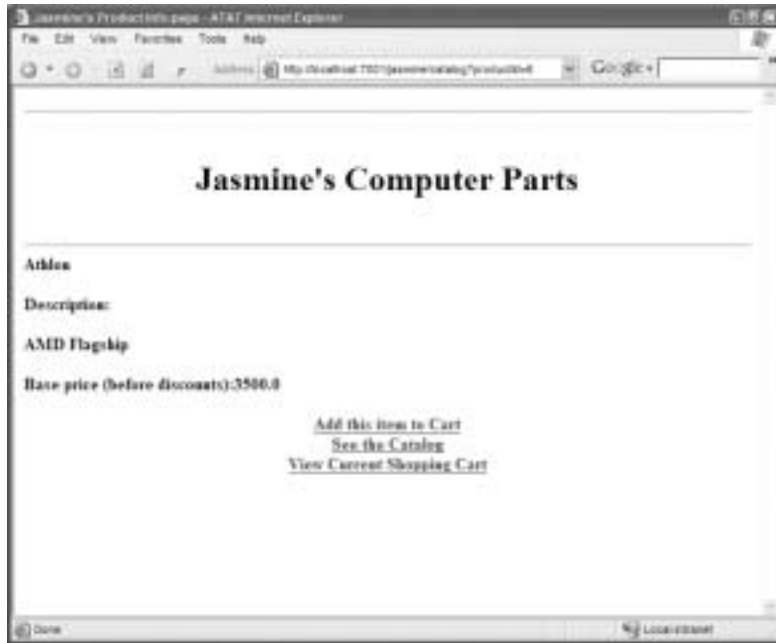 Jasmine's Product Info page - AT&T Internet Explorer
File Edit View Favorites Tools Help
Address Google
Jasmine's Computer Parts
Athlon
Description:
AMD Flagship
Base price (before discounts):3500.0
Add this item to Cart
See the Catalog
View Current Shopping Cart
Done
Local intranet